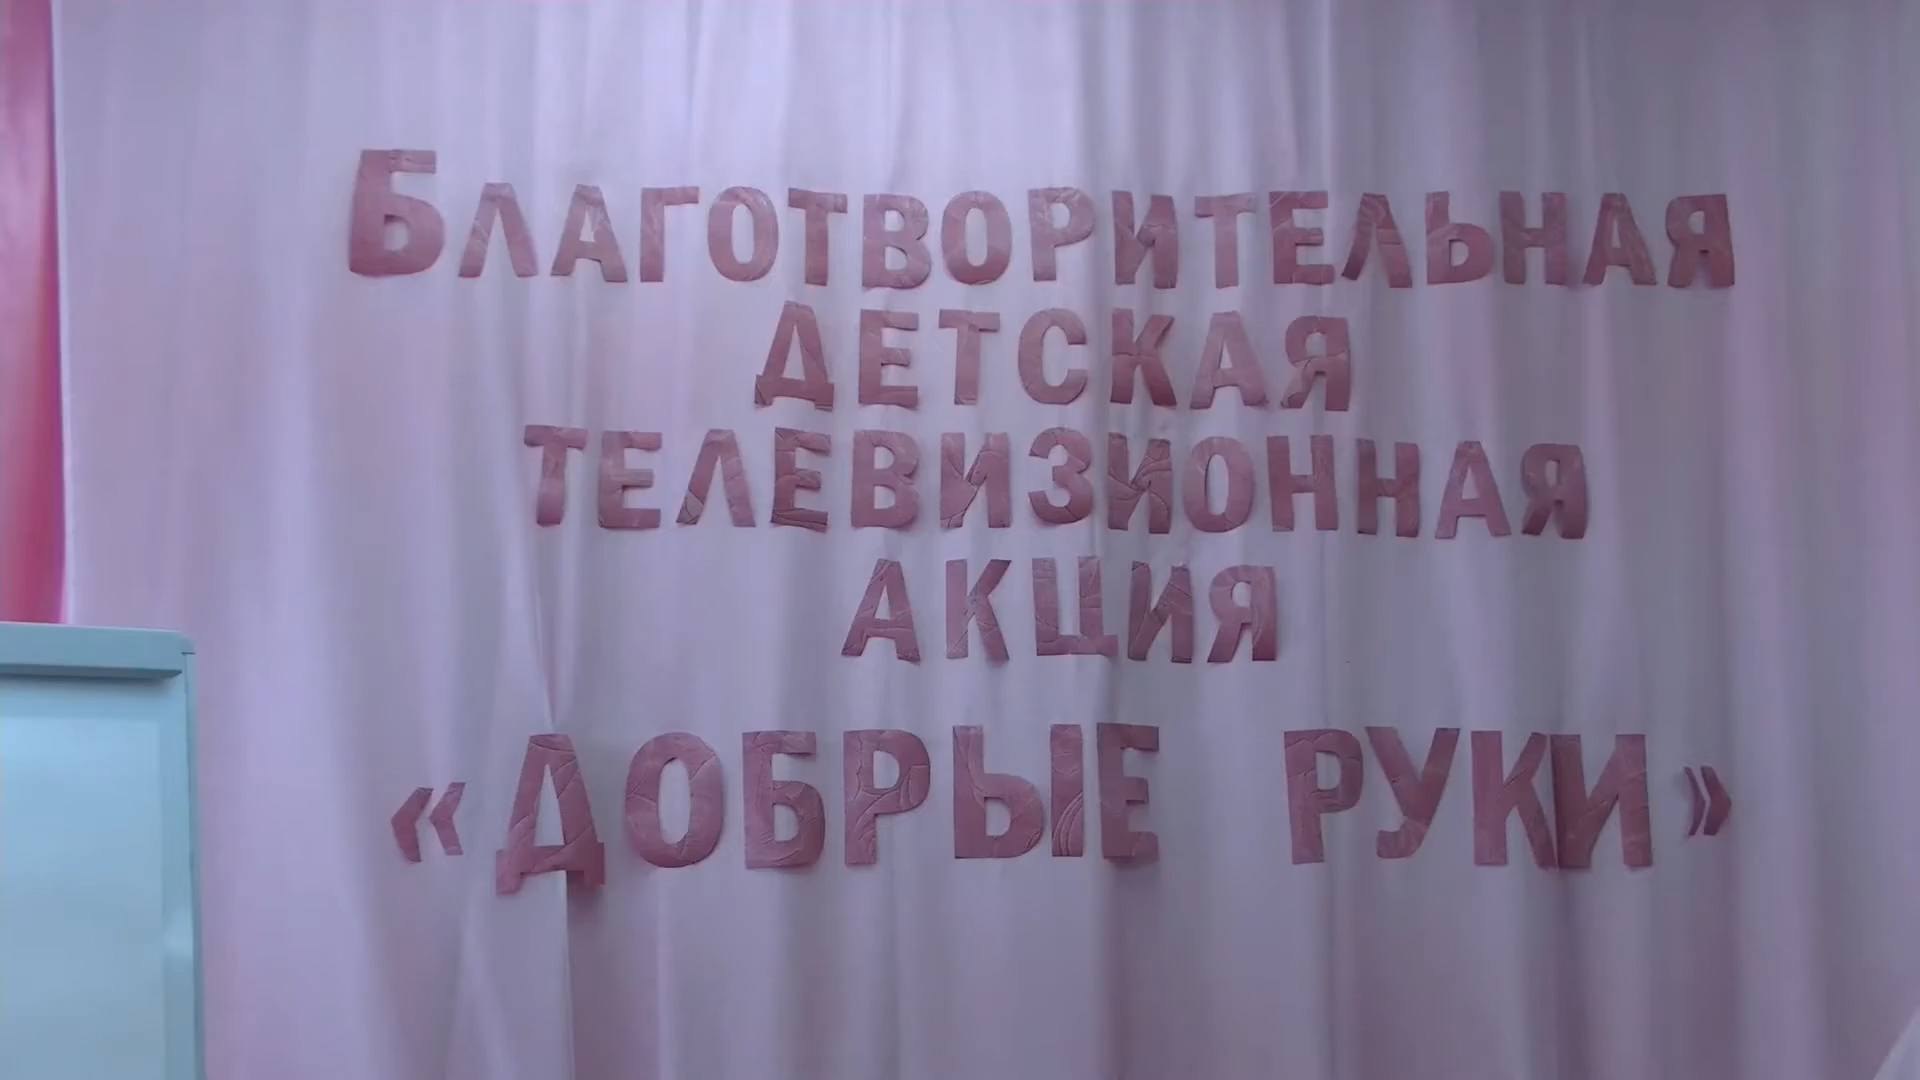 БЛАГОТВОРИТЕЛЬНАЯ
ДЕТСКАЯ
ТЕЛЕВИЗИОННАЯ
АКЦИЯ
«ДОБРЫЕ РУКИ»